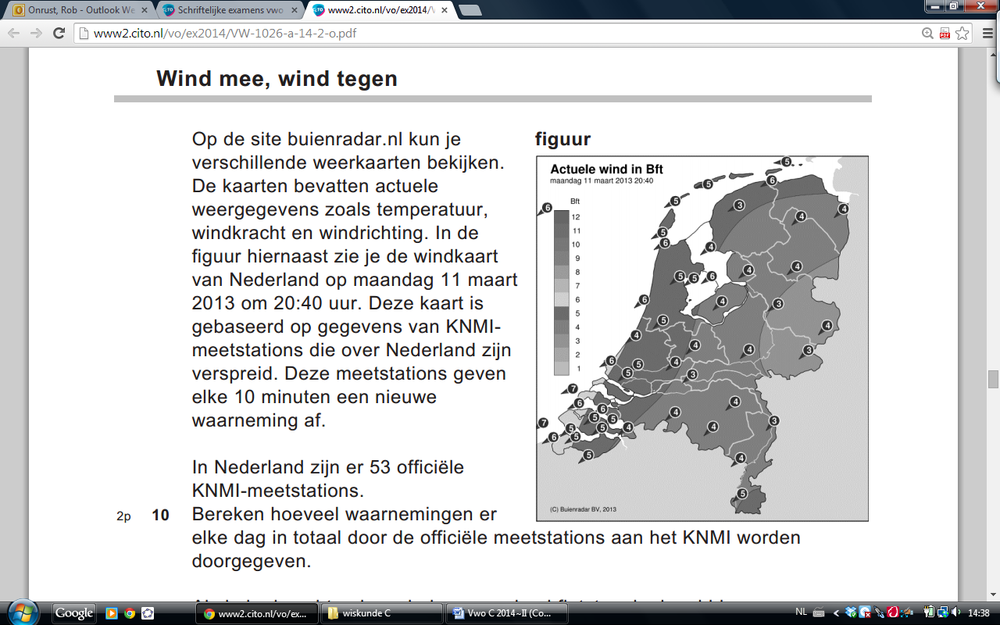 Onrust, Rob - Outlook We
Schriftelijke examens vwo
www2.cito.nl/vo/ex2014/V
www2.cito.nl/vo/ex2014/VW-1026-a-14-2-o.pdf
Wind mee, wind tegen
Op de site buienradar.nl kun je
verschillende weerkaarten bekijken.
De kaarten bevatten actuele
weergegevens zoals temperatuur,
windkracht en windrichting. In de
figuur hiernaast zie je de windkaart
van Nederland op maandag 11 maart
2013 om 20:40 uur. Deze kaart is
gebaseerd op gegevens van KNMI-
meetstations die over Nederland zijn
verspreid. Deze meetstations geven
elke 10 minuten een nieuwe
waarneming af.
In Nederland zijn er 53 officiële
KNMI-meetstations.
2p 10 Bereken hoeveel waarnemingen er
elke dag in totaal door de officiële meetstations aan het KNMI worden
doorgegeven.
figuur
Actuele wind in Bft
maandag 11 maart 2013 20:40
Bft
12
11
10
9
8
7
6
5
4
3
2
1
5
6
5
3
4
4
5
6
5
6
4
4
4
5
5
6
3
4
6
5
4
4
4
4
3
6
5
4
5
3
7
6
6
4
4
5
5
7
5
5
4
4
3
6
5
5
4
5
(C) Buienradar BV, 2013
Google
www2.cito.nl/vo/ex...
wiskunde C
Vwo C 2014~II (Co...
NL
14:38